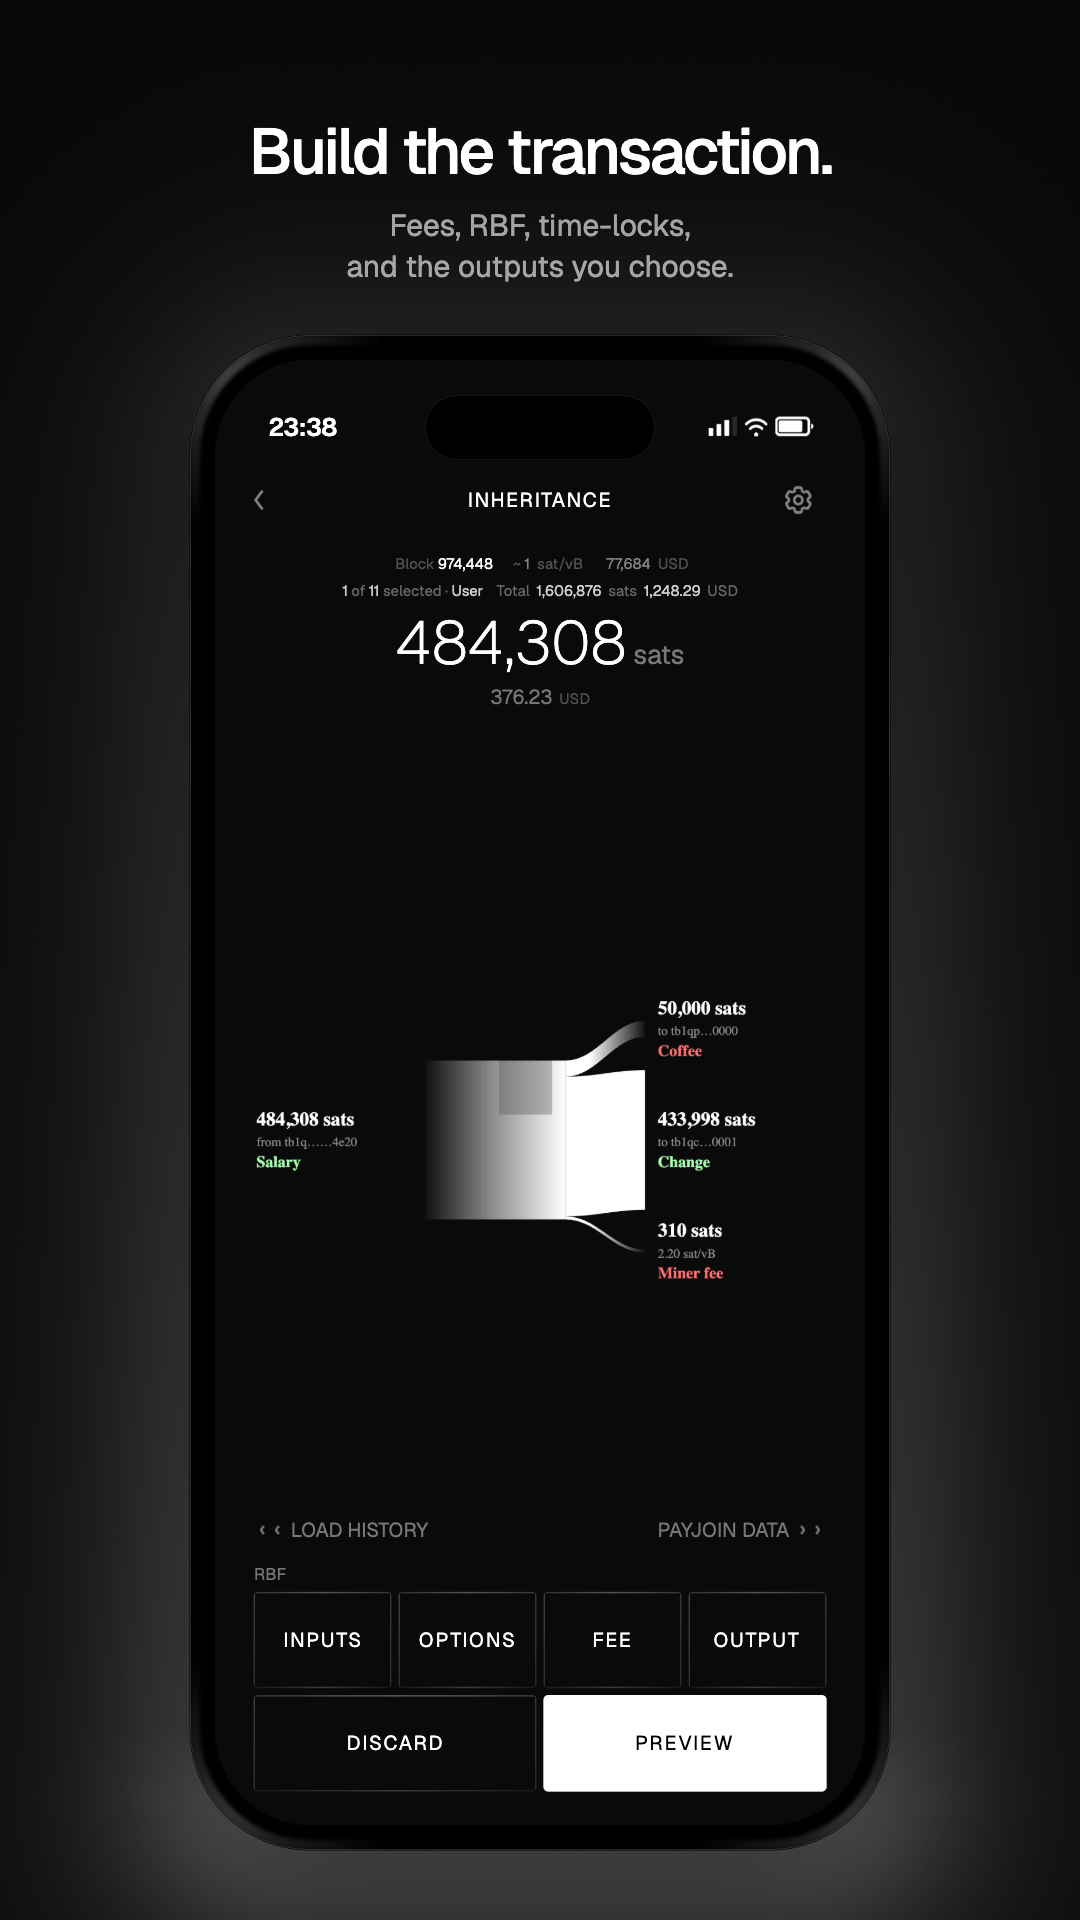 Build the transaction.
Fees, RBF, time-locks,
and the outputs you choose.
23:38
INHERITANCE
Block 974,448 ~1 sat/vB 77,684 USD
1 of 11 selected · User Total 1,606,876 sats 1,248.29 USD
484,308 sats
376.23 USD
50,000 sats
to tb1qp...0000
Coffee
484,308 sats
from tb1q......4e20
Salary
433,998 sats
to tb1qc...0001
Change
310 sats
2.20 sat/vB
Miner fee
‹ ‹ LOAD HISTORY
PAYJOIN DATA › ›
RBF
INPUTS
OPTIONS
FEE
OUTPUT
DISCARD
PREVIEW